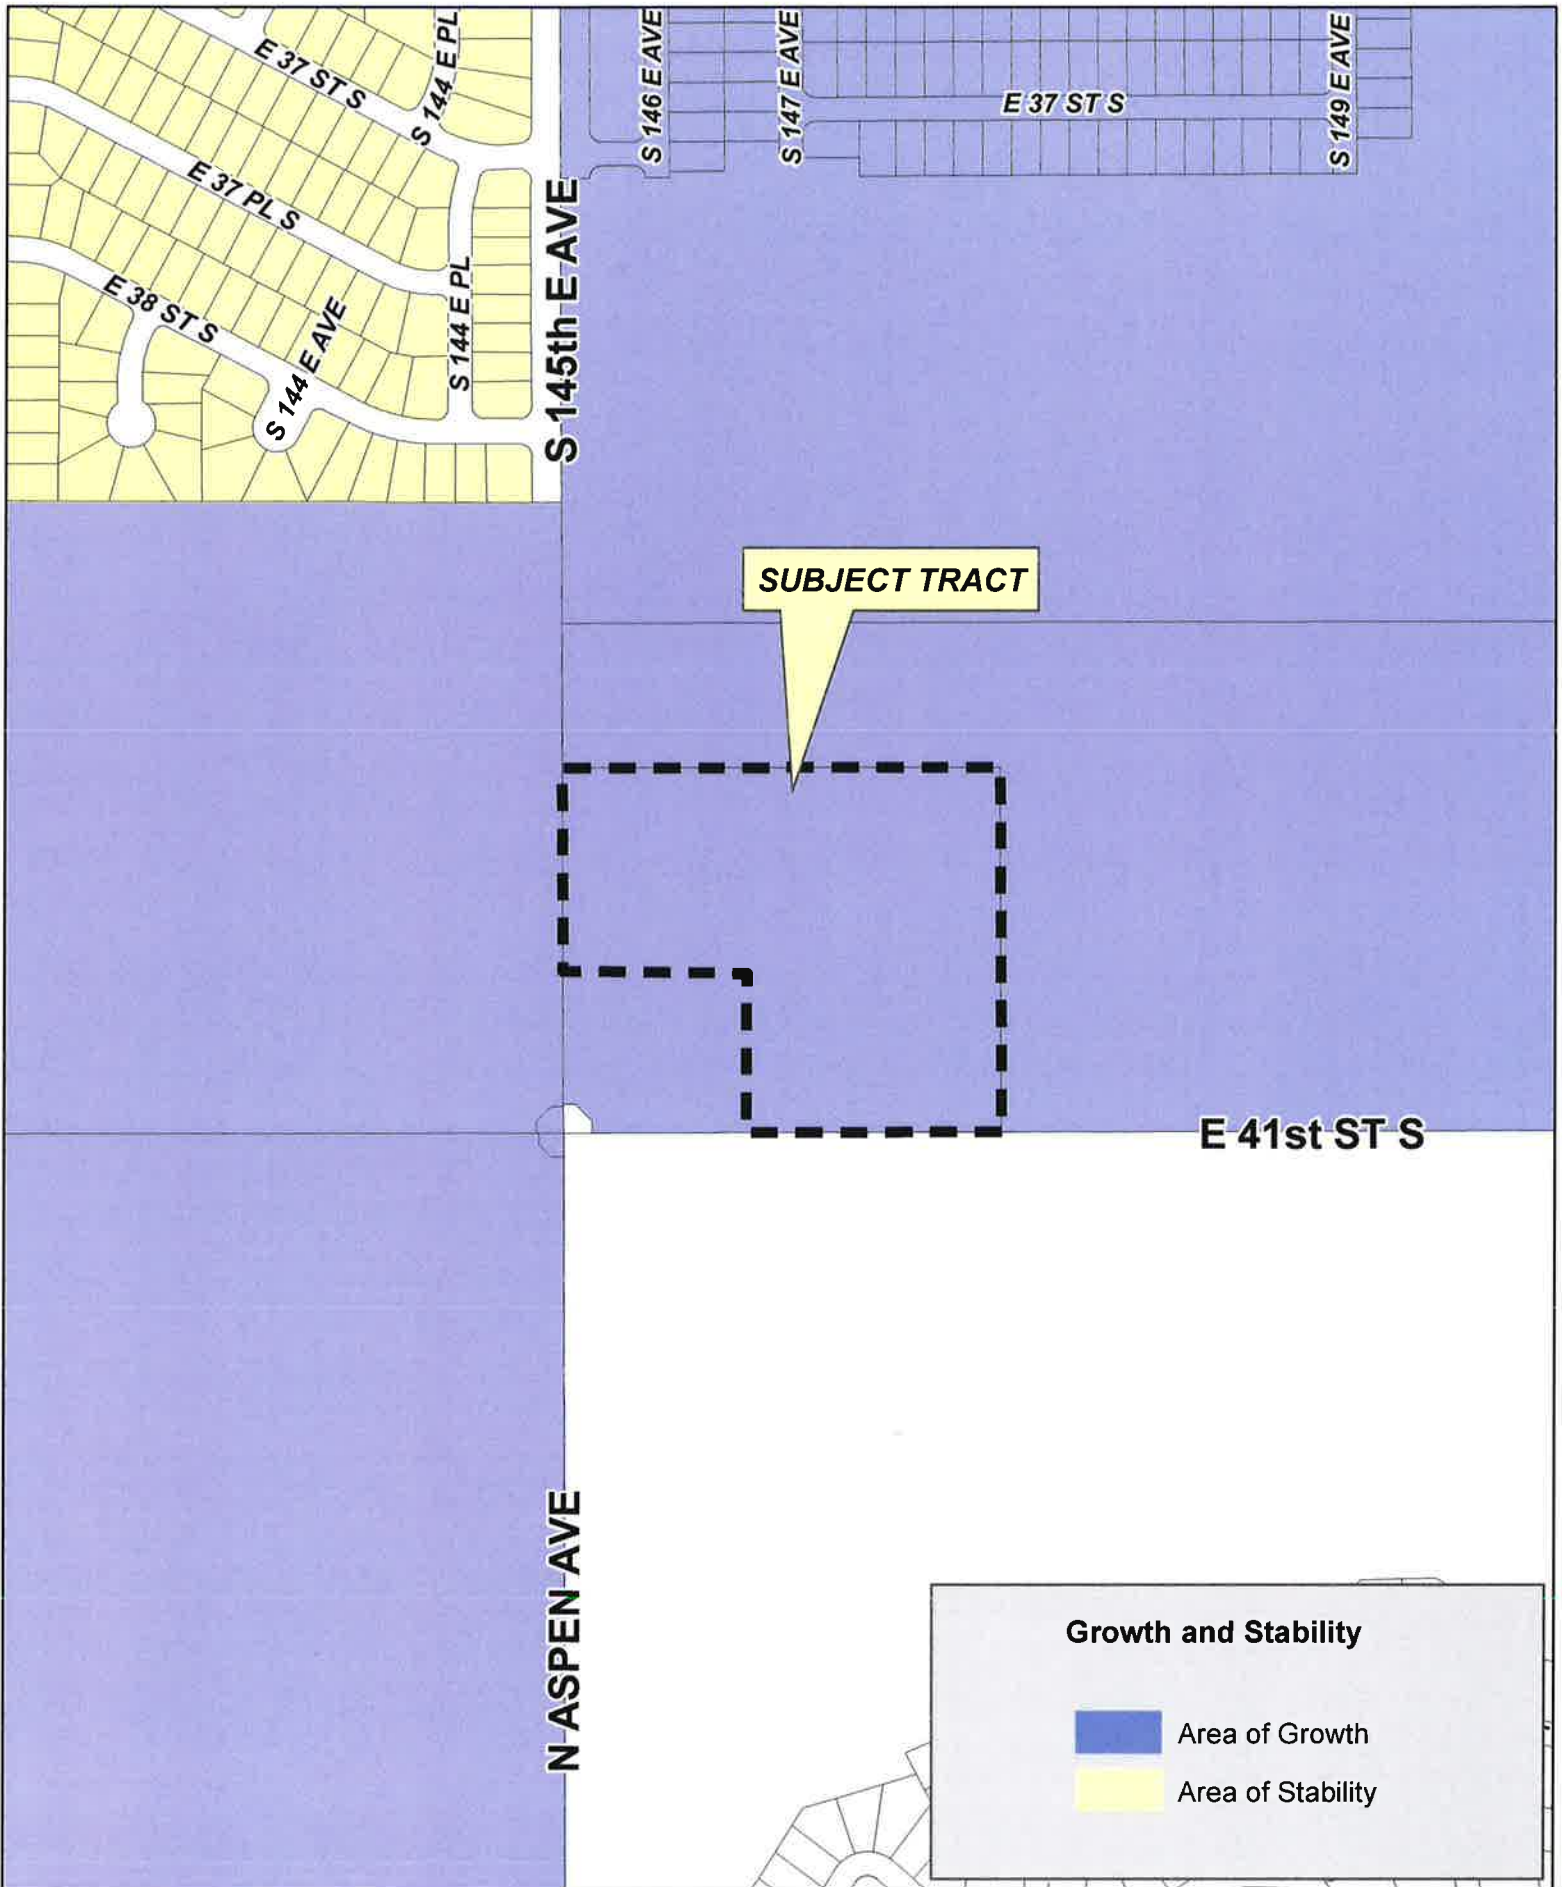 E 37 ST S
S 144 E PL
S 146 E AVE
S 147 E AVE
E 37 ST S
S 149 E AVE
E 37 PL S
S 145th E AVE
E 38 ST S
S 144 E AVE
S 144 E PL
SUBJECT TRACT
E 41st ST S
N ASPEN AVE
Growth and Stability
Area of Growth
Area of Stability